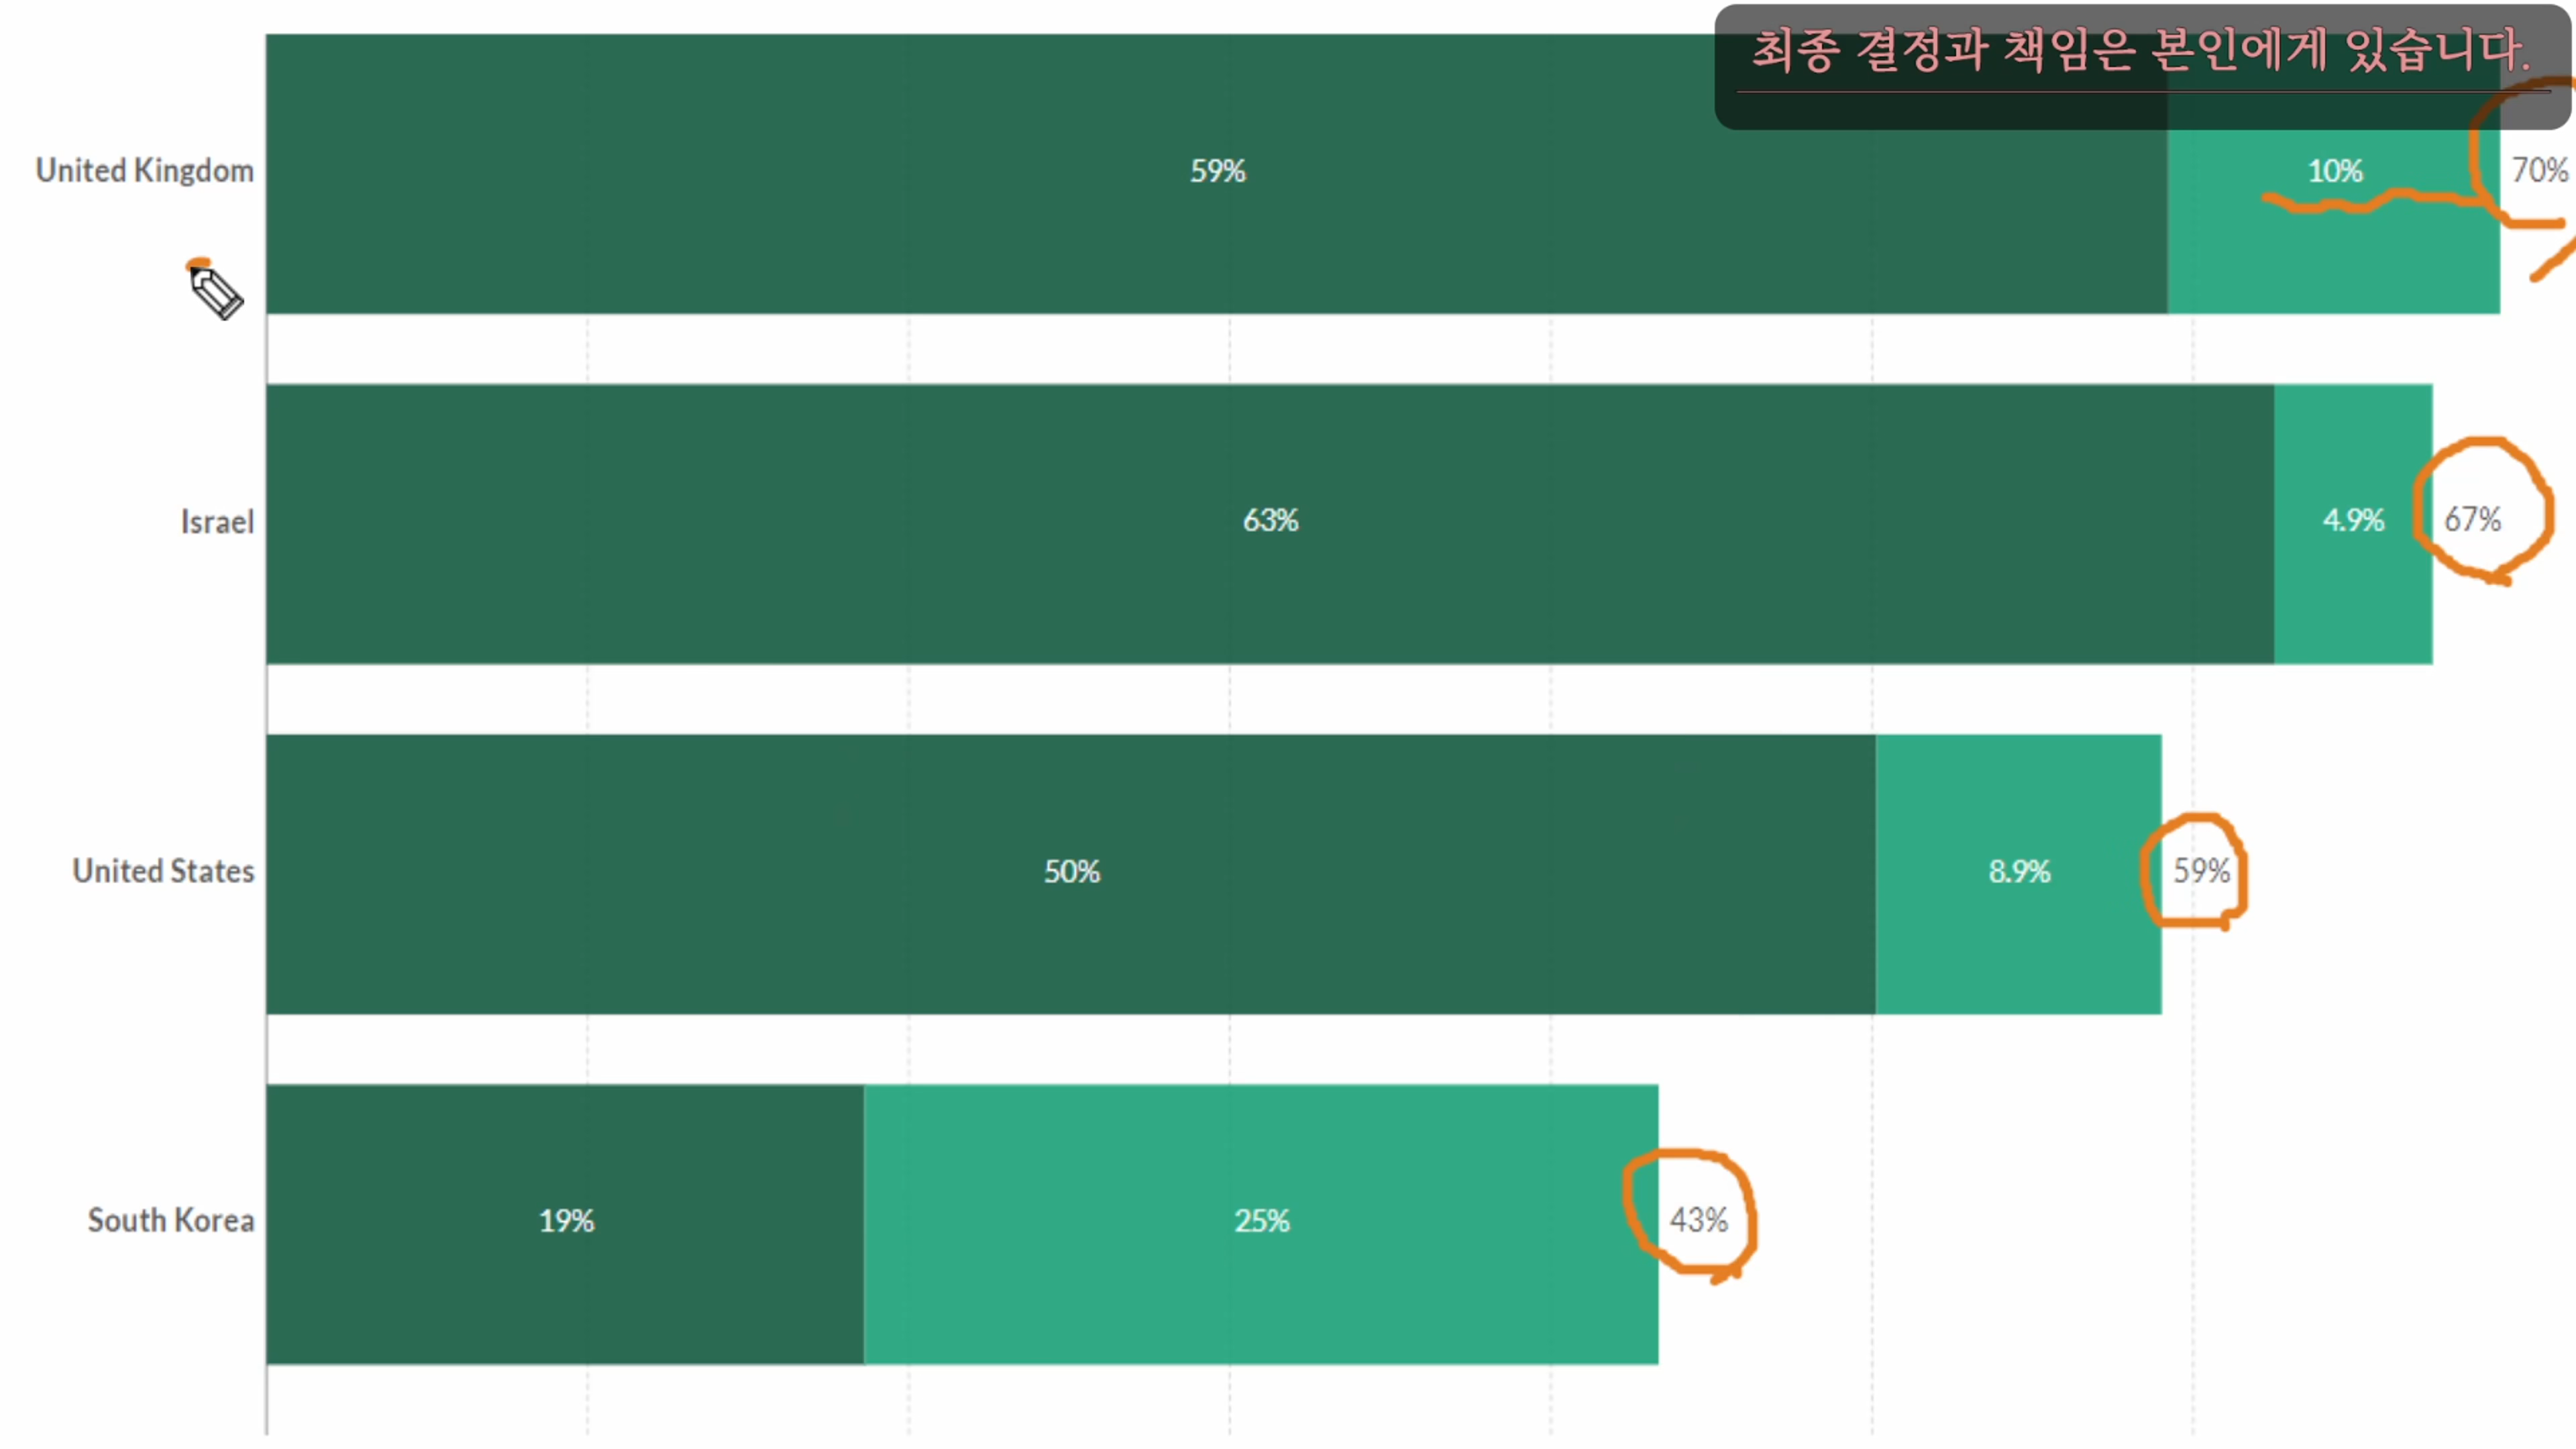 최종 결정과 책임은 본인에게 있습니다.
United Kingdom 59% 10% 70%
Israel 63% 4.9% 67%
United States 50% 8.9% 59%
South Korea 19% 25% 43%